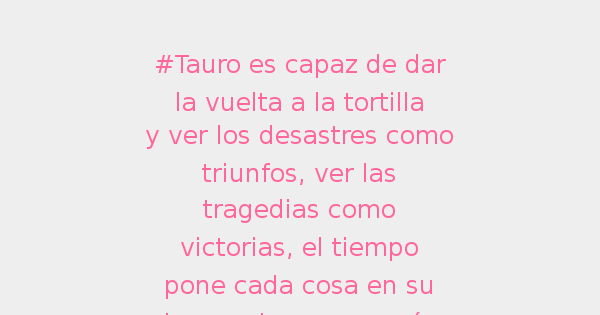 #Tauro es capaz de dar
la vuelta a la tortilla
y ver los desastres como
triunfos, ver las
tragedias como
victorias, el tiempo
pone cada cosa en su